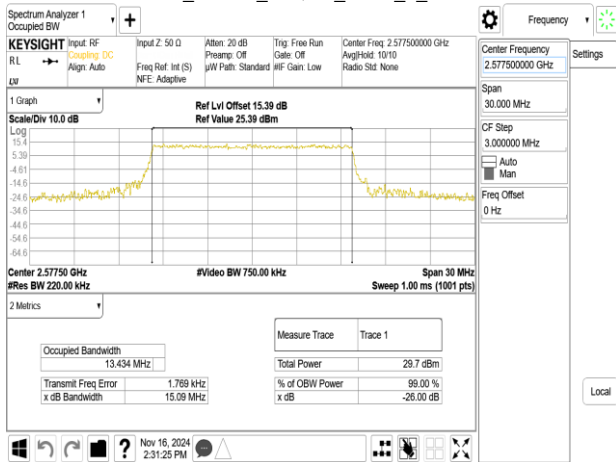 Spectrum Analyzer 1
Occupied BW
KEYSIGHT
RL
LXI
Input: RF
Coupling: DC
Align: Auto
Input Z: 50 Ω
Freq Ref: Int (S)
NFE: Adaptive
Atten: 20 dB
Preamp: Off
µW Path: Standard
Trig: Free Run
Gate: Off
#IF Gain: Low
Center Freq: 2.577500000 GHz
Avg|Hold: 10/10
Radio Std: None
1 Graph
Scale/Div 10.0 dB
Ref Lvl Offset 15.39 dB
Ref Value 25.39 dBm
Log
15.4
5.39
-4.61
-14.6
-24.6
-34.6
-44.6
-54.6
-64.6
Center 2.57750 GHz
#Res BW 220.00 kHz
#Video BW 750.00 kHz
Span 30 MHz
Sweep 1.00 ms (1001 pts)
2 Metrics
Occupied Bandwidth
13.434 MHz
Transmit Freq Error 1.769 kHz
x dB Bandwidth 15.09 MHz
Measure Trace Trace 1
Total Power 29.7 dBm
% of OBW Power 99.00 %
x dB -26.00 dB
Nov 16, 2024
2:31:25 PM
Frequency
Center Frequency
2.577500000 GHz
Span
30.000 MHz
CF Step
3.000000 MHz
Auto
Man
Freq Offset
0 Hz
Settings
Local